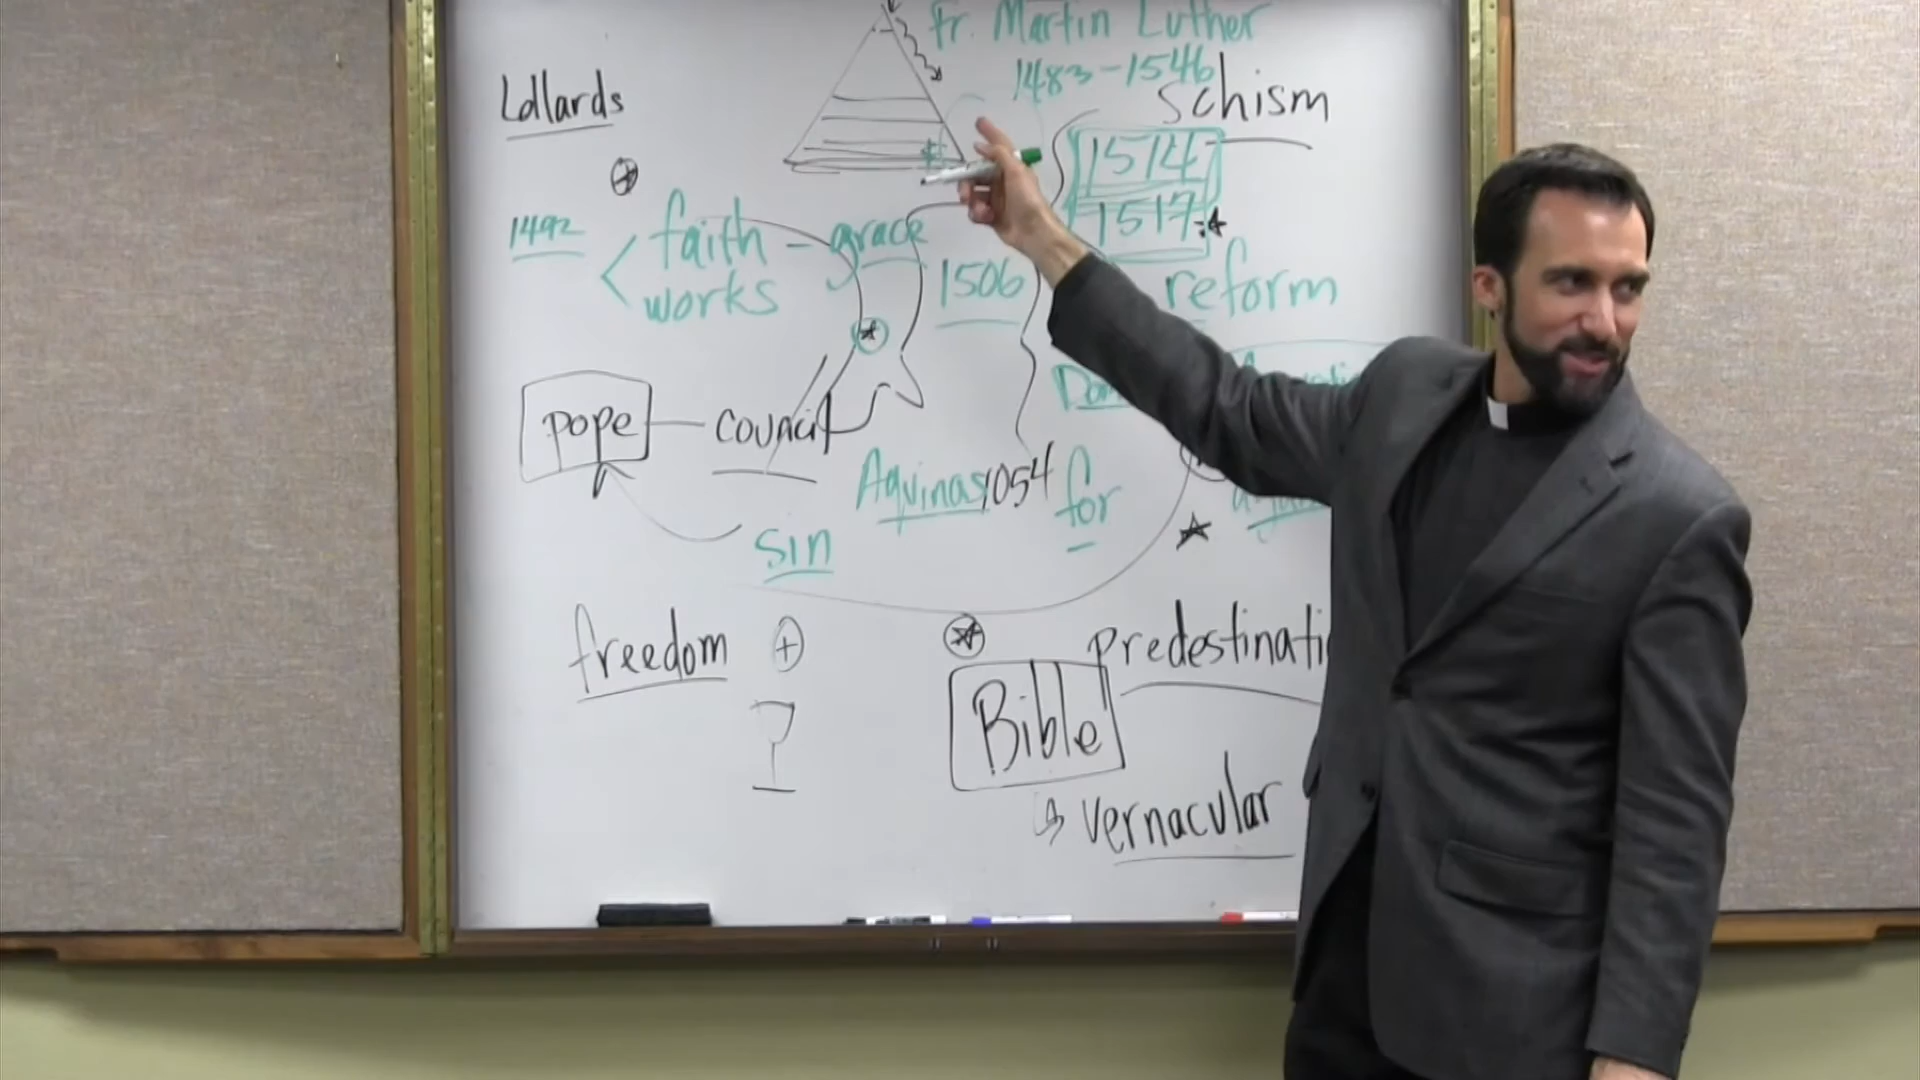 fr. Martin Luther
1483-1546
Lollards
schism
1514
1517
1492
faith - grace
works
1506
reform
pope
council
Aquinas
1054
for
sin
freedom
predestinati
Bible
vernacular